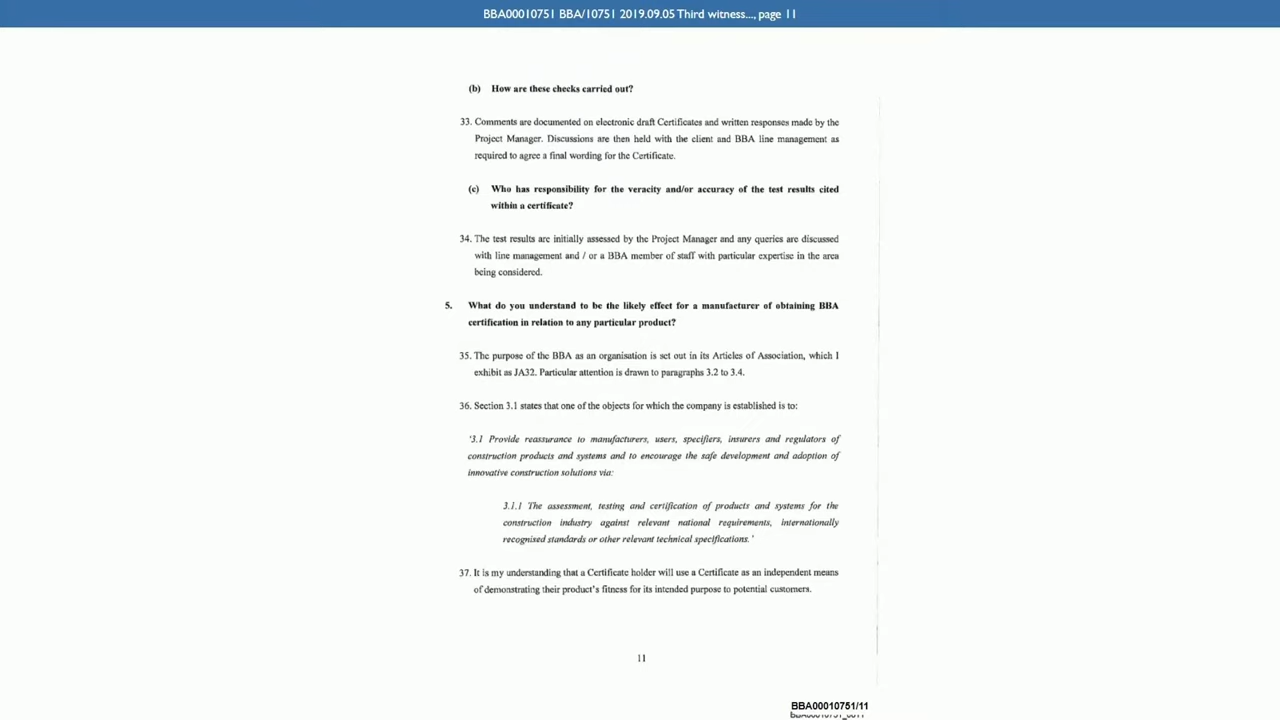 BBA00010751 BBA/10751 2019.09.05 Third witness..., page 11
(b) How are these checks carried out?
33. Comments are documented on electronic draft Certificates and written responses made by the
Project Manager. Discussions are then held with the client and BBA line management as
required to agree a final wording for the Certificate.
(c) Who has responsibility for the veracity and/or accuracy of the test results cited
within a certificate?
34. The test results are initially assessed by the Project Manager and any queries are discussed
with line management and / or a BBA member of staff with particular expertise in the area
being considered.
5. What do you understand to be the likely effect for a manufacturer of obtaining BBA
certification in relation to any particular product?
35. The purpose of the BBA as an organisation is set out in its Articles of Association, which I
exhibit as JA32. Particular attention is drawn to paragraphs 3.2 to 3.4.
36. Section 3.1 states that one of the objects for which the company is established is to:
'3.1 Provide reassurance to manufacturers, users, specifiers, insurers and regulators of
construction products and systems and to encourage the safe development and adoption of
innovative construction solutions via:
3.1.1 The assessment, testing and certification of products and systems for the
construction industry against relevant national requirements, internationally
recognised standards or other relevant technical specifications.'
37. It is my understanding that a Certificate holder will use a Certificate as an independent means
of demonstrating their product's fitness for its intended purpose to potential customers.
11
BBA00010751/11